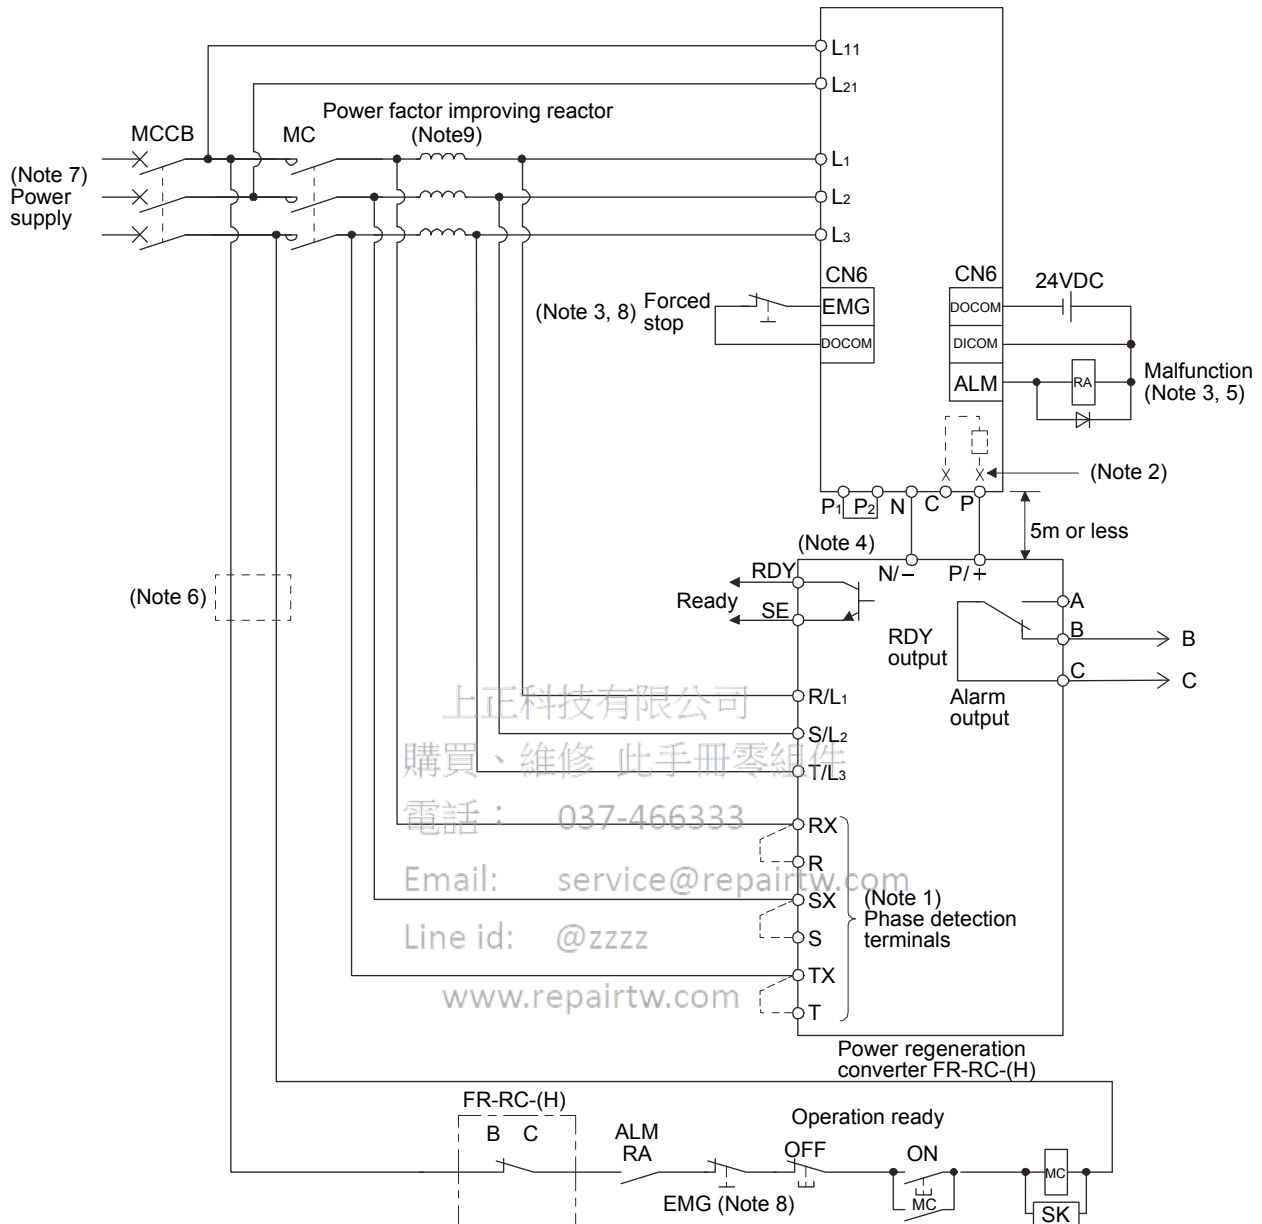 L11
L21
Power factor improving reactor
(Note9)
MCCB
MC
(Note 7)
Power
supply
L1
L2
L3
CN6
EMG
DOCOM
(Note 3, 8)
Forced
stop
CN6
DOCOM
DICOM
ALM
24VDC
RA
Malfunction
(Note 3, 5)
(Note 2)
P1
P2
N
C
P
5m or less
(Note 4)
N/−
P/+
RDY
Ready
SE
A
B
C
RDY
output
B
C
Alarm
output
(Note 6)
R/L1
S/L2
T/L3
RX
R
SX
S
TX
T
(Note 1)
Phase detection
terminals
上正科技有限公司
購買、維修 此手冊零組件
電話： 037-466333
Email: service@repairtw.com
Line id: @zzzz
www.repairtw.com
Power regeneration
converter FR-RC-(H)
FR-RC-(H)
B C
ALM
RA
EMG (Note 8)
Operation ready
OFF
ON
MC
MC
SK